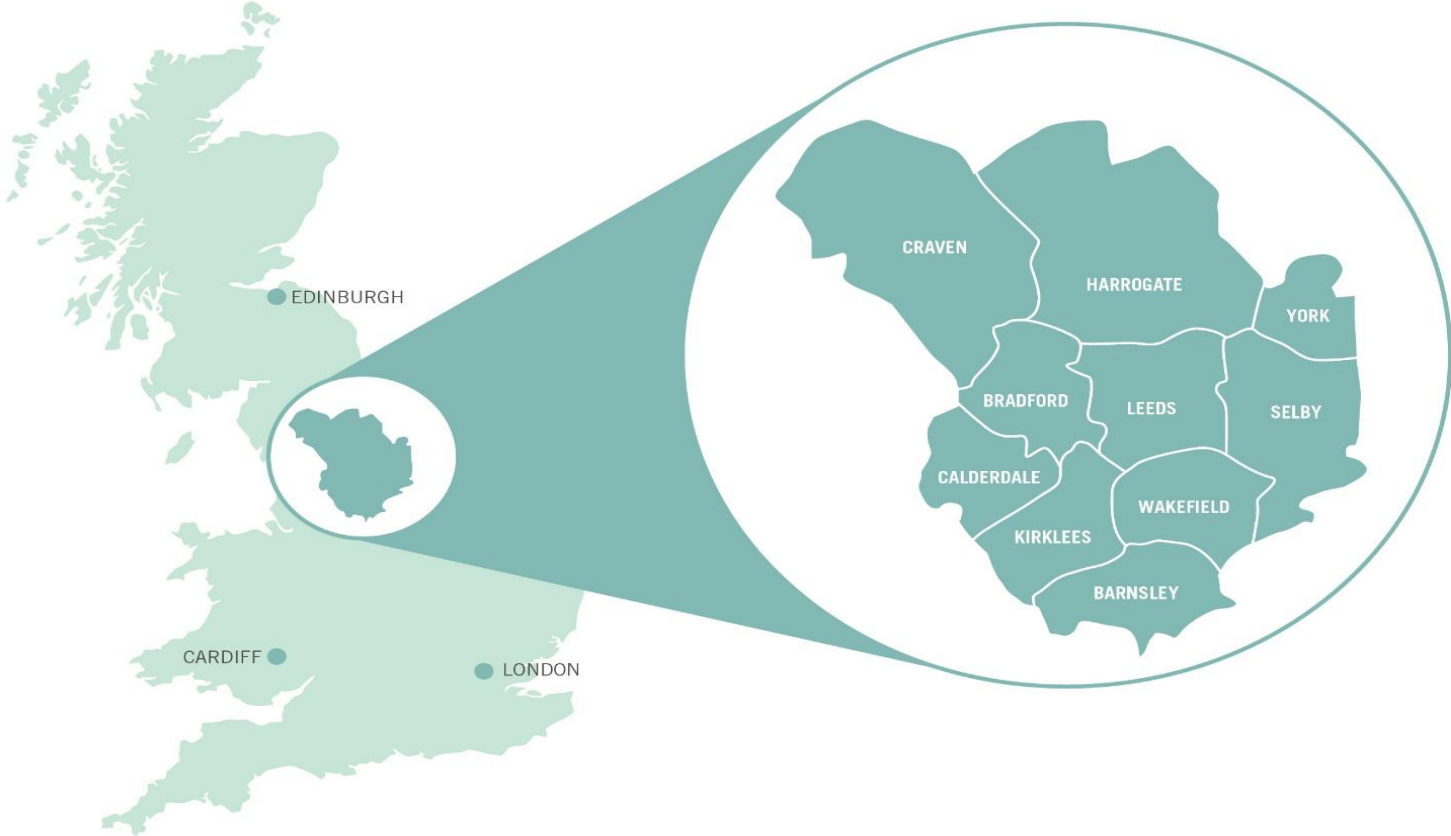 EDINBURGH
CARDIFF
LONDON
CRAVEN
HARROGATE
YORK
BRADFORD
LEEDS
SELBY
CALDERDALE
WAKEFIELD
KIRKLEES
BARNSLEY